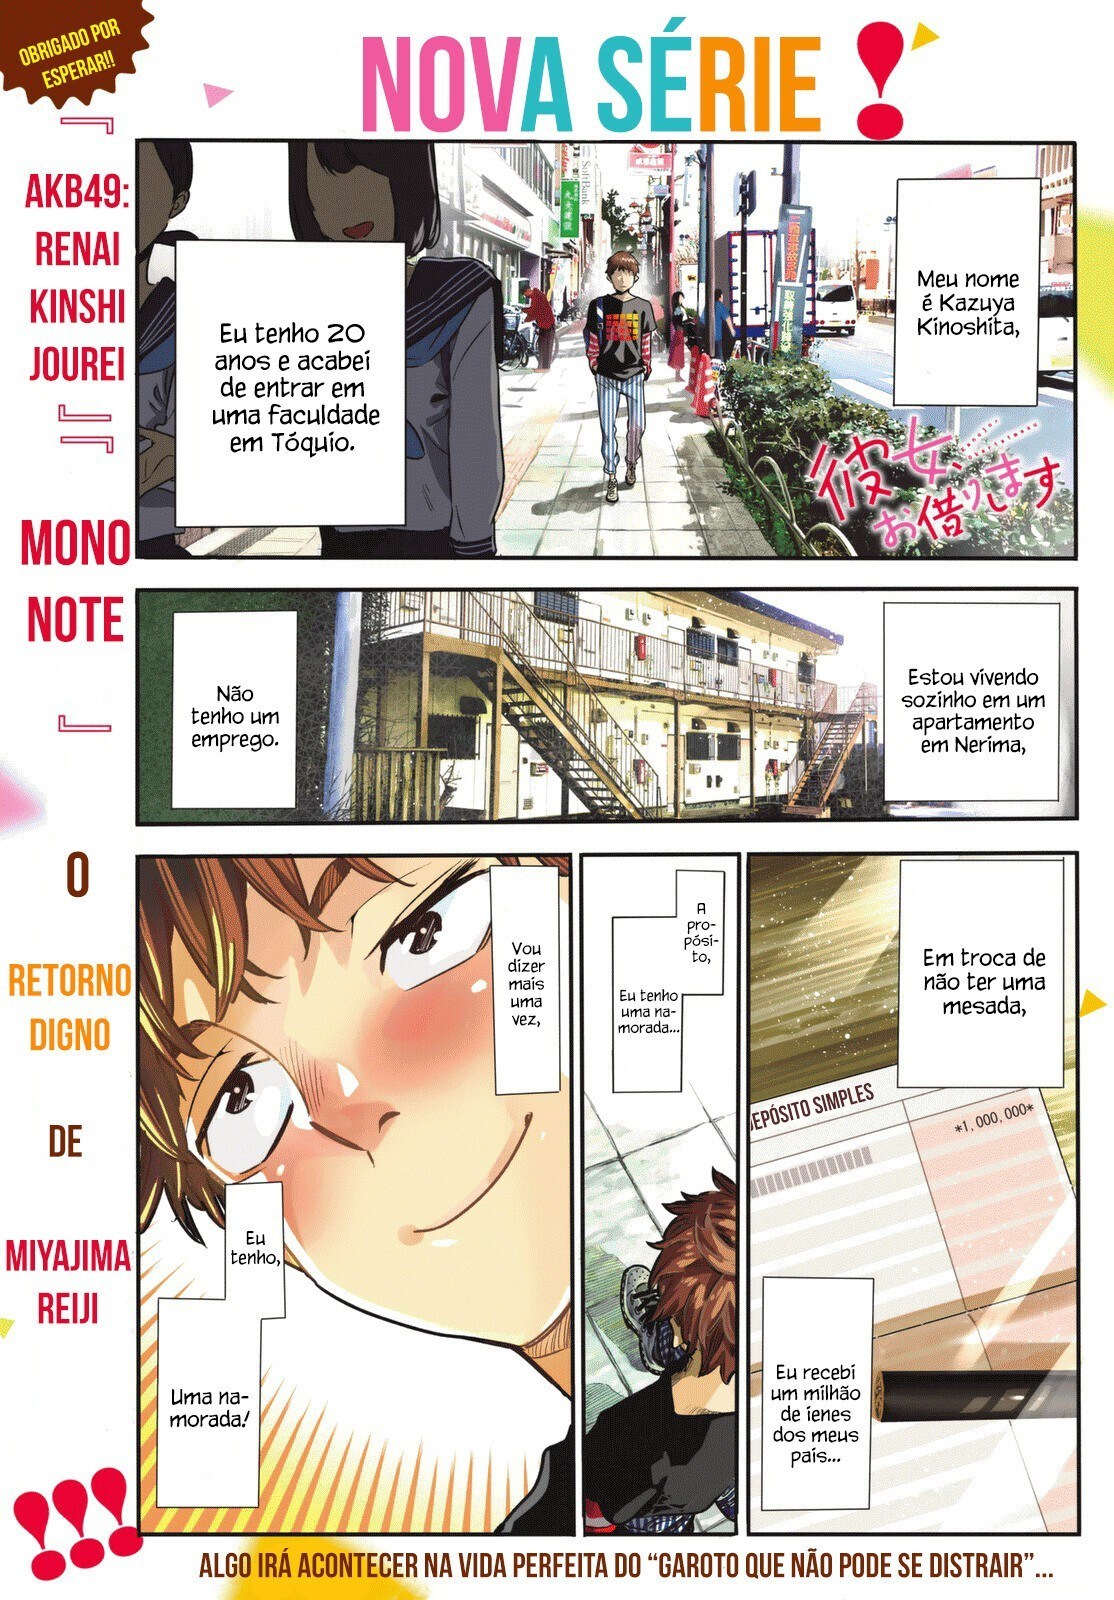 OBRIGADO POR
ESPERAR!!
NOVA SÉRIE!
『
AKB49:
RENAI
KINSHI
JOUREI
』『
MONO
NOTE
』
O
RETORNO
DIGNO
DE
MIYAJIMA
REIJI
!!!
Meu nome
é Kazuya
Kinoshita,
SoftBank
Eu tenho 20
anos e acabei
de entrar em
uma faculdade
em Tóquio.
彼女、
お借りします
Estou vivendo
sozinho em um
apartamento
em Nerima,
Não
tenho um
emprego.
Em troca de
não ter uma
mesada,
EPÓSITO SIMPLES
*1,000,000*
Eu recebi
um milhão
de ienes
dos meus
pais...
A
pro-
pósi-
to,
Eu tenho
uma na-
morada...
Vou
dizer
mais
uma
vez,
Eu
tenho,
Uma na-
morada!
ALGO IRÁ ACONTECER NA VIDA PERFEITA DO “GAROTO QUE NÃO PODE SE DISTRAIR”...